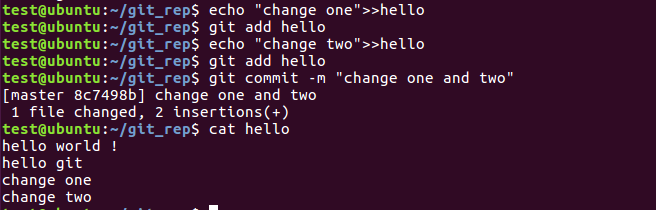 test@ubuntu:~/git_rep$ echo "change one">>hello
test@ubuntu:~/git_rep$ git add hello
test@ubuntu:~/git_rep$ echo "change two">>hello
test@ubuntu:~/git_rep$ git add hello
test@ubuntu:~/git_rep$ git commit -m "change one and two"
[master 8c7498b] change one and two
 1 file changed, 2 insertions(+)
test@ubuntu:~/git_rep$ cat hello
hello world !
hello git
change one
change two
test@ubuntu:~/git_rep$